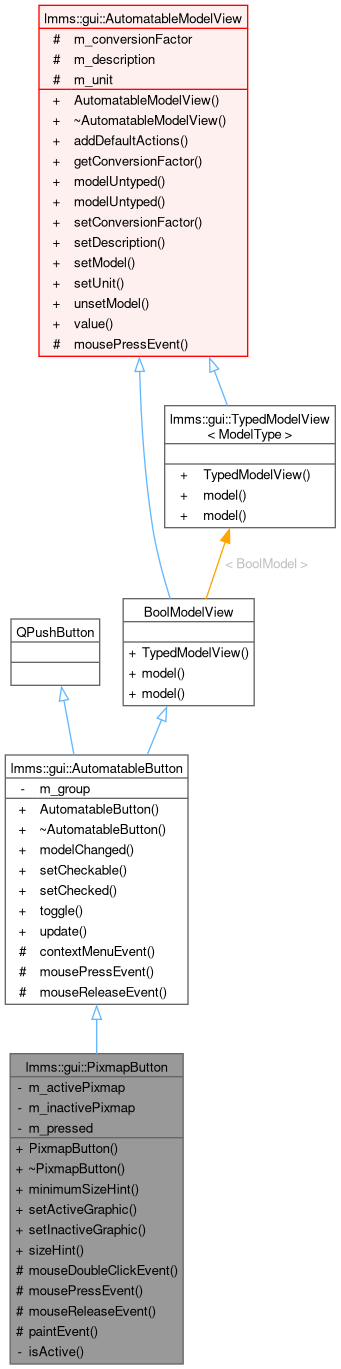 lmms::gui::AutomatableModelView
# m_conversionFactor
# m_description
# m_unit
+ AutomatableModelView()
+ ~AutomatableModelView()
+ addDefaultActions()
+ getConversionFactor()
+ modelUntyped()
+ modelUntyped()
+ setConversionFactor()
+ setDescription()
+ setModel()
+ setUnit()
+ unsetModel()
+ value()
# mousePressEvent()
lmms::gui::TypedModelView
< ModelType >
+ TypedModelView()
+ model()
+ model()
< BoolModel >
BoolModelView
+ TypedModelView()
+ model()
+ model()
QPushButton
lmms::gui::AutomatableButton
- m_group
+ AutomatableButton()
+ ~AutomatableButton()
+ modelChanged()
+ setCheckable()
+ setChecked()
+ toggle()
+ update()
# contextMenuEvent()
# mousePressEvent()
# mouseReleaseEvent()
lmms::gui::PixmapButton
- m_activePixmap
- m_inactivePixmap
- m_pressed
+ PixmapButton()
+ ~PixmapButton()
+ minimumSizeHint()
+ setActiveGraphic()
+ setInactiveGraphic()
+ sizeHint()
# mouseDoubleClickEvent()
# mousePressEvent()
# mouseReleaseEvent()
# paintEvent()
- isActive()